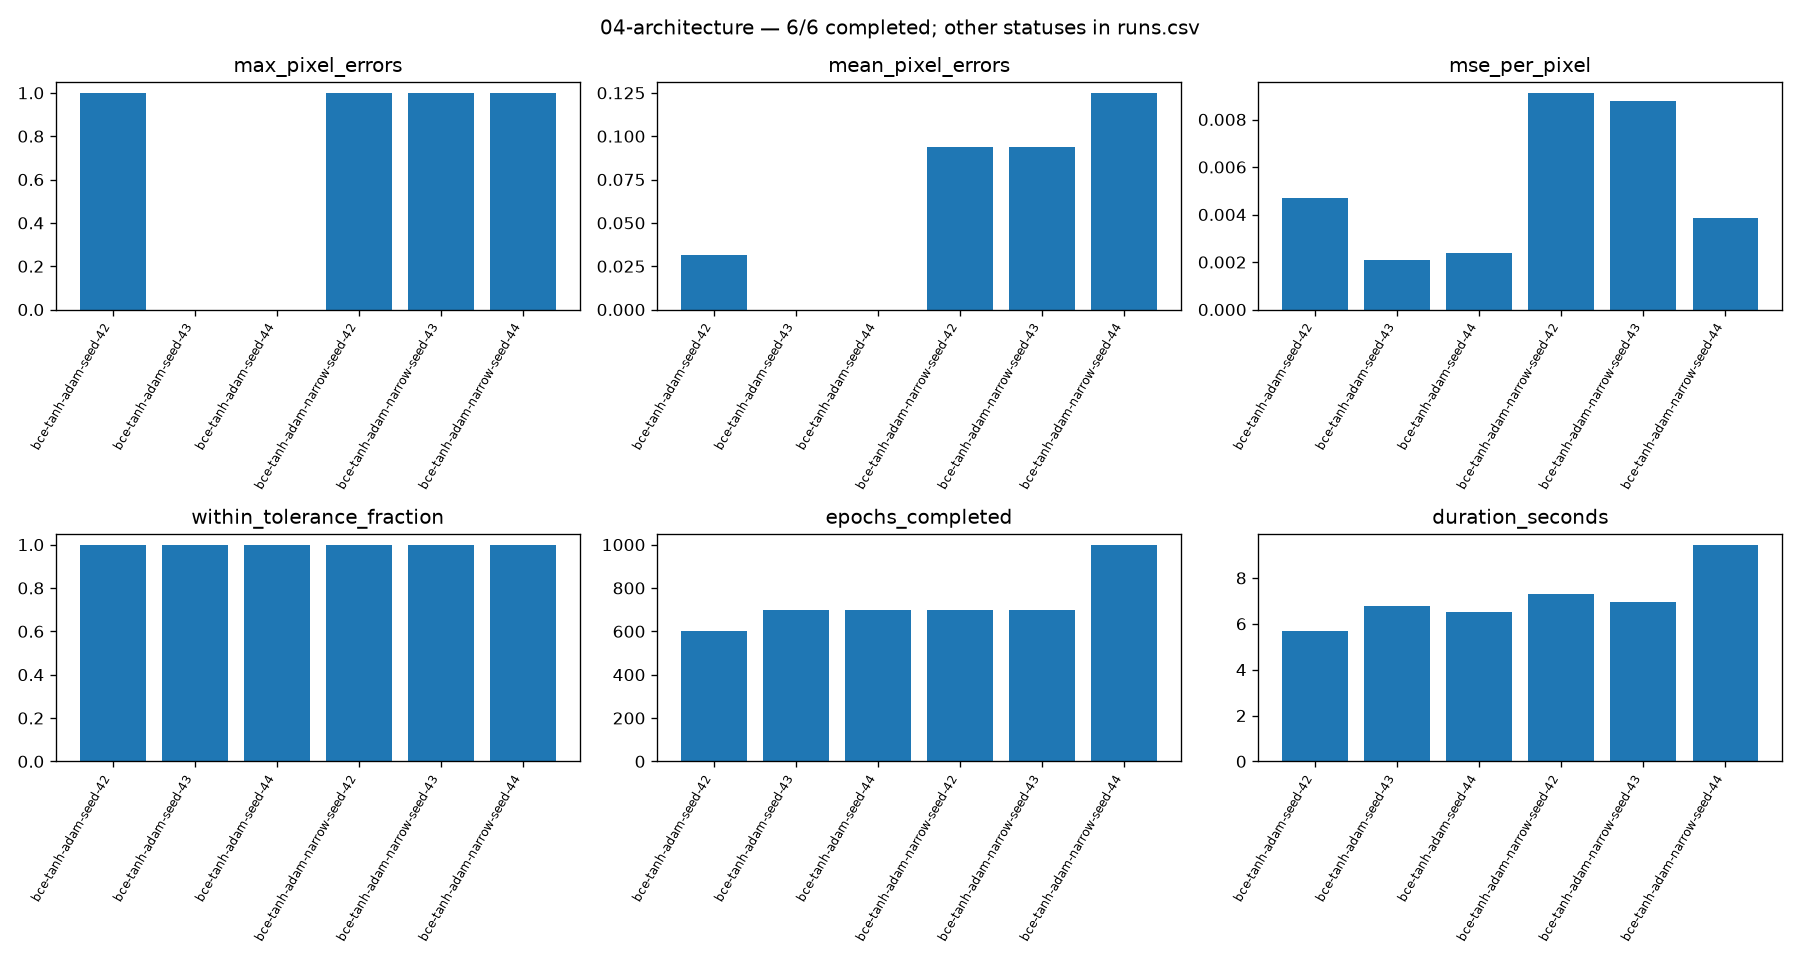 04-architecture — 6/6 completed; other statuses in runs.csv
max_pixel_errors
1.0
0.8
0.6
0.4
0.2
0.0
bce-tanh-adam-seed-42
bce-tanh-adam-seed-43
bce-tanh-adam-seed-44
bce-tanh-adam-narrow-seed-42
bce-tanh-adam-narrow-seed-43
bce-tanh-adam-narrow-seed-44
mean_pixel_errors
0.125
0.100
0.075
0.050
0.025
0.000
bce-tanh-adam-seed-42
bce-tanh-adam-seed-43
bce-tanh-adam-seed-44
bce-tanh-adam-narrow-seed-42
bce-tanh-adam-narrow-seed-43
bce-tanh-adam-narrow-seed-44
mse_per_pixel
0.008
0.006
0.004
0.002
0.000
bce-tanh-adam-seed-42
bce-tanh-adam-seed-43
bce-tanh-adam-seed-44
bce-tanh-adam-narrow-seed-42
bce-tanh-adam-narrow-seed-43
bce-tanh-adam-narrow-seed-44
within_tolerance_fraction
1.0
0.8
0.6
0.4
0.2
0.0
bce-tanh-adam-seed-42
bce-tanh-adam-seed-43
bce-tanh-adam-seed-44
bce-tanh-adam-narrow-seed-42
bce-tanh-adam-narrow-seed-43
bce-tanh-adam-narrow-seed-44
epochs_completed
1000
800
600
400
200
0
bce-tanh-adam-seed-42
bce-tanh-adam-seed-43
bce-tanh-adam-seed-44
bce-tanh-adam-narrow-seed-42
bce-tanh-adam-narrow-seed-43
bce-tanh-adam-narrow-seed-44
duration_seconds
8
6
4
2
0
bce-tanh-adam-seed-42
bce-tanh-adam-seed-43
bce-tanh-adam-seed-44
bce-tanh-adam-narrow-seed-42
bce-tanh-adam-narrow-seed-43
bce-tanh-adam-narrow-seed-44